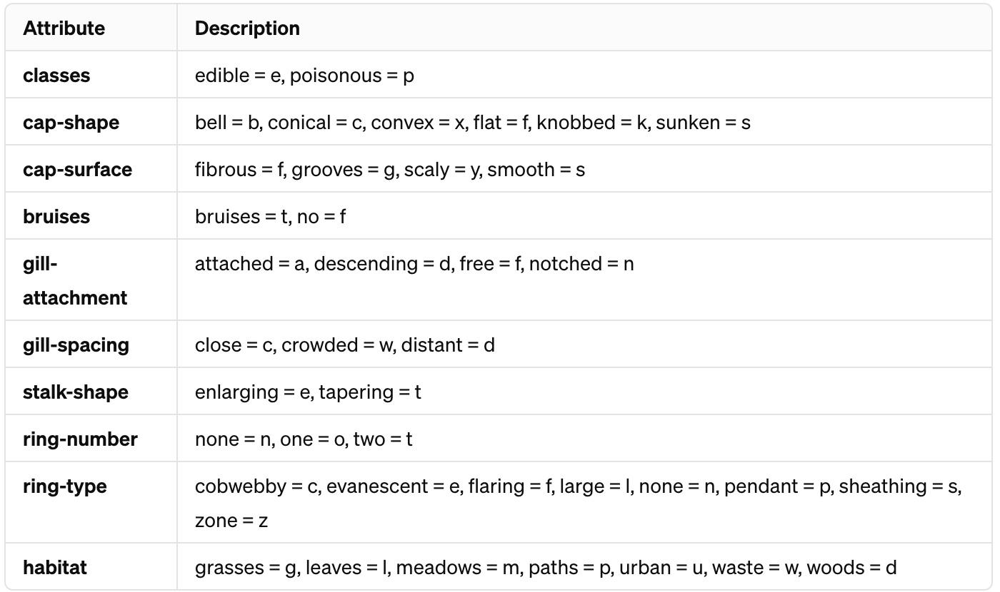 Attribute Description
classes edible = e, poisonous = p
cap-shape bell = b, conical = c, convex = x, flat = f, knobbed = k, sunken = s
cap-surface fibrous = f, grooves = g, scaly = y, smooth = s
bruises bruises = t, no = f
gill- attached = a, descending = d, free = f, notched = n
attachment
gill-spacing close = c, crowded = w, distant = d
stalk-shape enlarging = e, tapering = t
ring-number none = n, one = o, two = t
ring-type cobwebby = c, evanescent = e, flaring = f, large = l, none = n, pendant = p, sheathing = s,
zone = z
habitat grasses = g, leaves = l, meadows = m, paths = p, urban = u, waste = w, woods = d